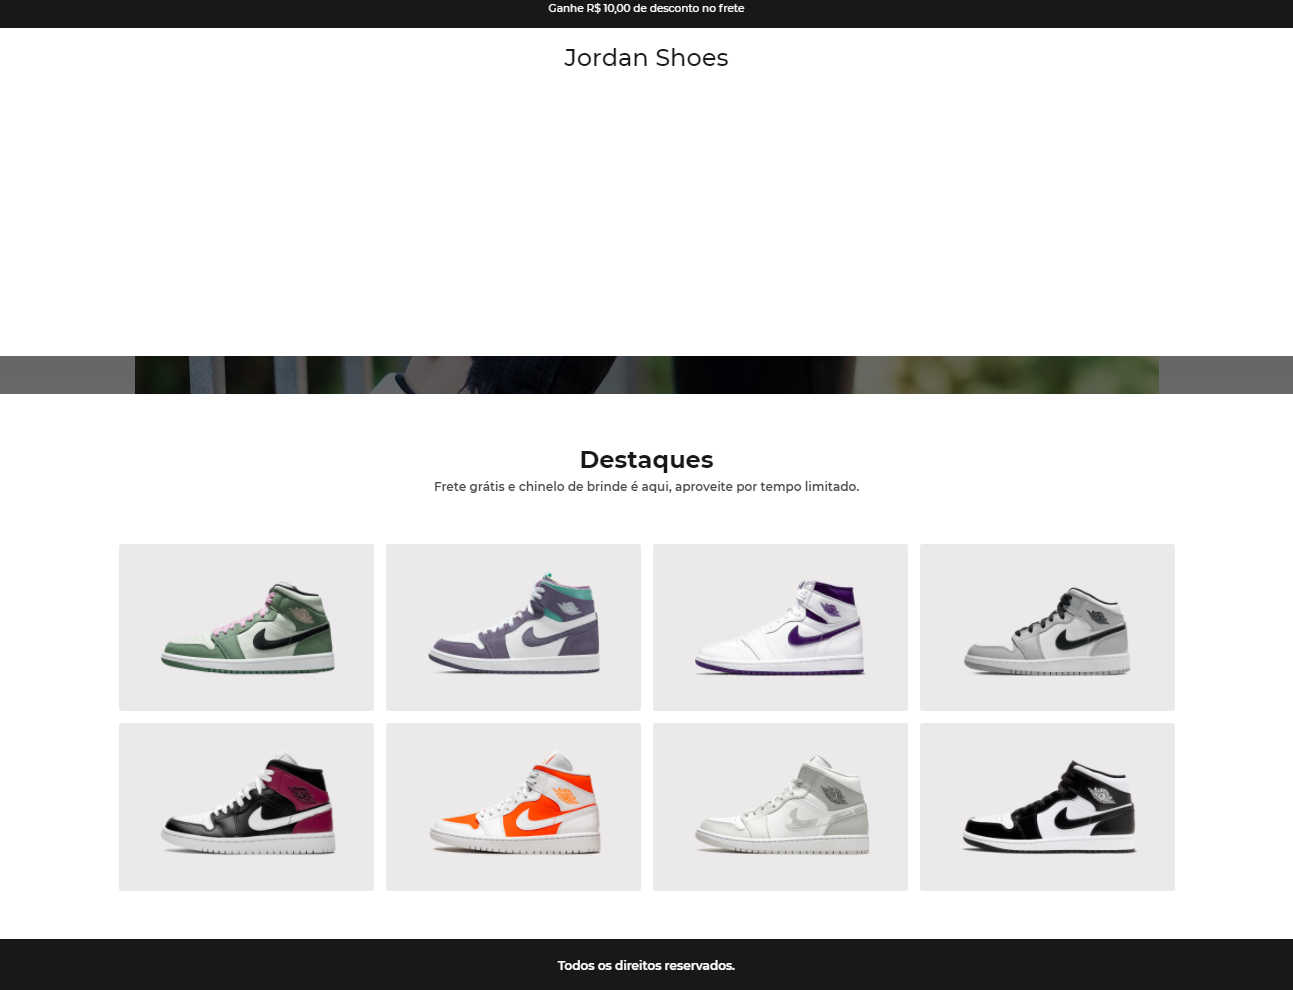 Ganhe R$ 10,00 de desconto no frete
Jordan Shoes
Destaques
Frete grátis e chinelo de brinde é aqui, aproveite por tempo limitado.
Todos os direitos reservados.